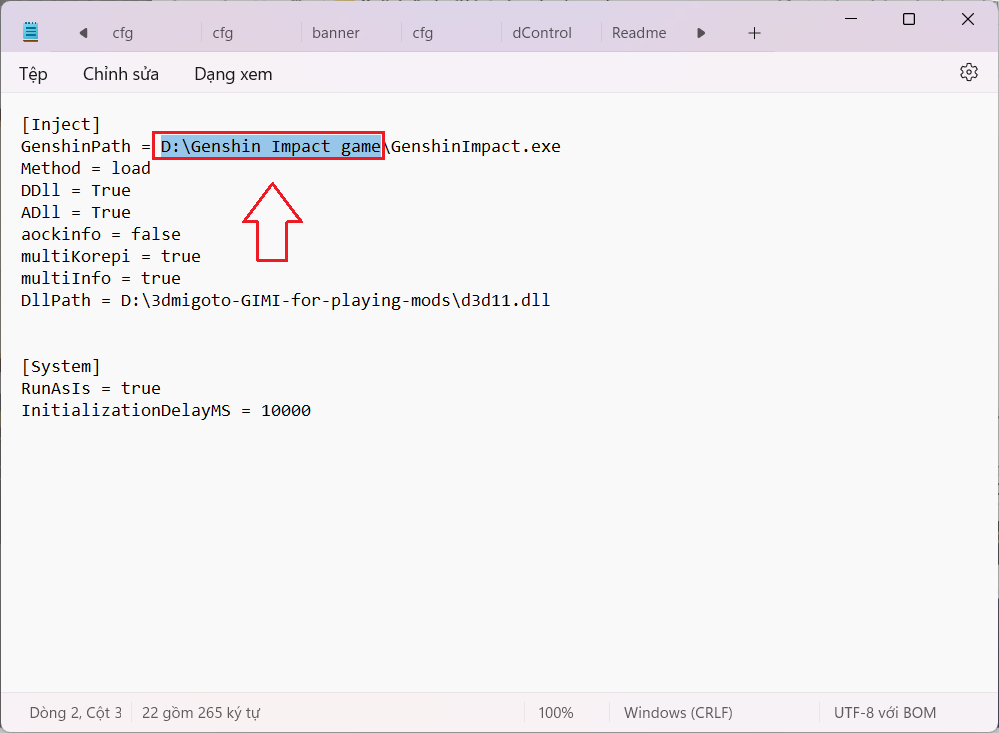 cfg
cfg
banner
cfg
dControl
Readme
Tệp
Chỉnh sửa
Dạng xem
[Inject]
GenshinPath = D:\Genshin Impact game\GenshinImpact.exe
Method = load
DDll = True
ADll = True
aockinfo = false
multiKorepi = true
multiInfo = true
DllPath = D:\3dmigoto-GIMI-for-playing-mods\d3d11.dll
[System]
RunAsIs = true
InitializationDelayMS = 10000
Dòng 2, Cột 3
22 gồm 265 ký tự
100%
Windows (CRLF)
UTF-8 với BOM